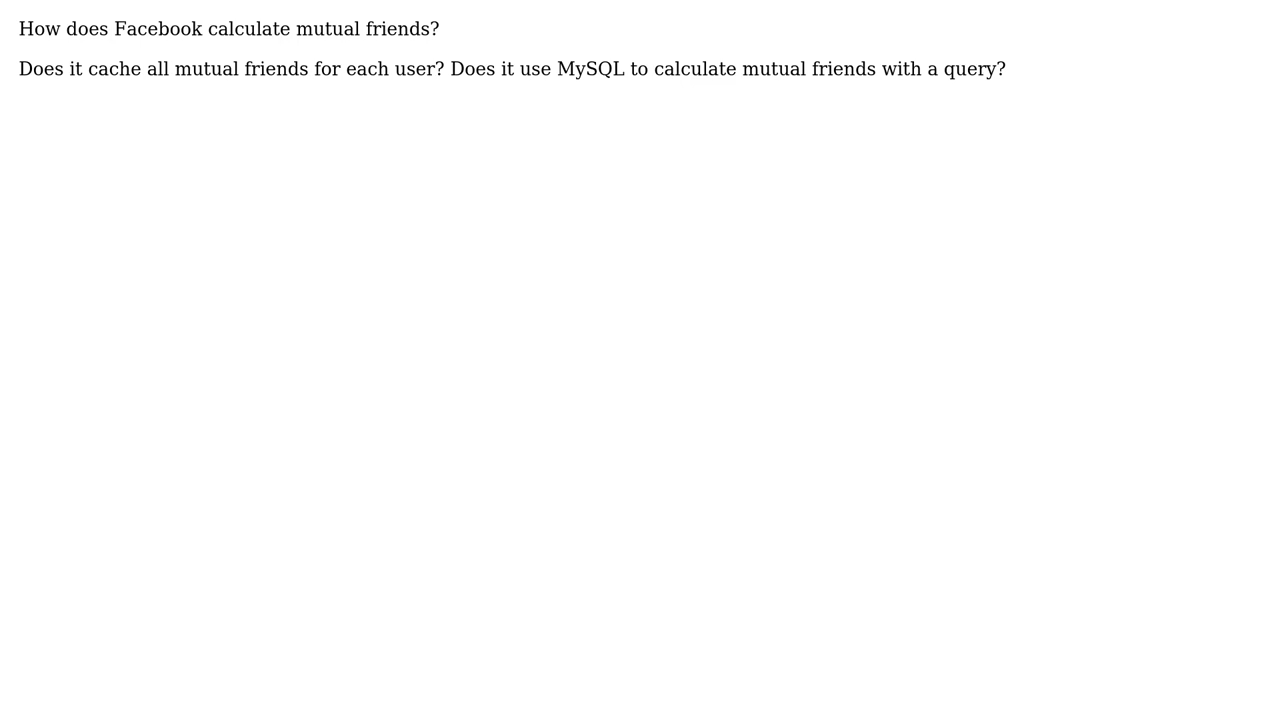 How does Facebook calculate mutual friends?
Does it cache all mutual friends for each user? Does it use MySQL to calculate mutual friends with a query?